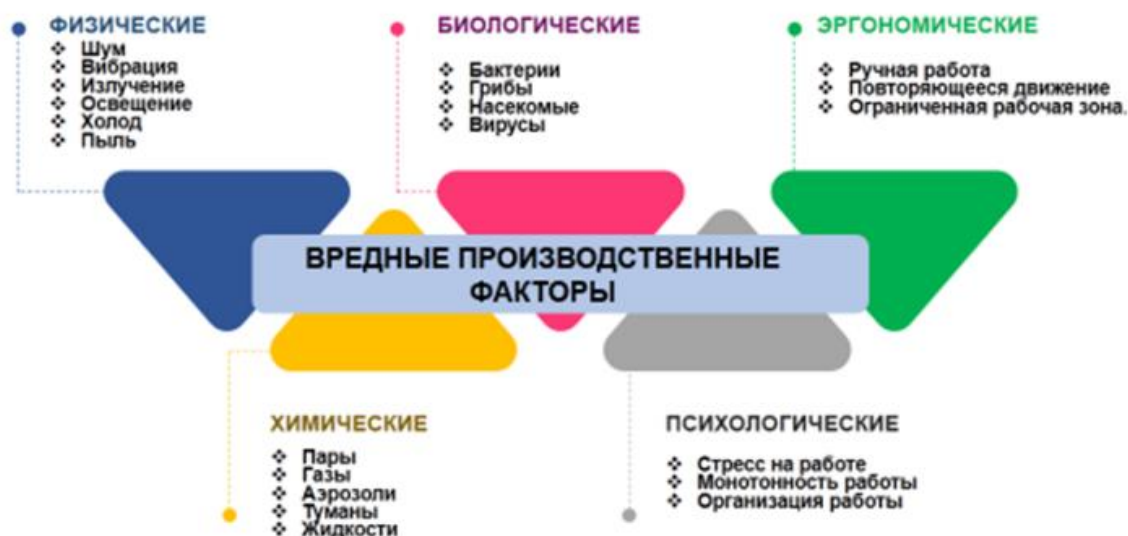 ФИЗИЧЕСКИЕ
❖ Шум
❖ Вибрация
❖ Излучение
❖ Освещение
❖ Холод
❖ Пыль
БИОЛОГИЧЕСКИЕ
❖ Бактерии
❖ Грибы
❖ Насекомые
❖ Вирусы
ЭРГОНОМИЧЕСКИЕ
❖ Ручная работа
❖ Повторяющееся движение
❖ Ограниченная рабочая зона.
ВРЕДНЫЕ ПРОИЗВОДСТВЕННЫЕ
ФАКТОРЫ
ХИМИЧЕСКИЕ
❖ Пары
❖ Газы
❖ Аэрозоли
❖ Туманы
❖ Жидкости
ПСИХОЛОГИЧЕСКИЕ
❖ Стресс на работе
❖ Монотонность работы
❖ Организация работы